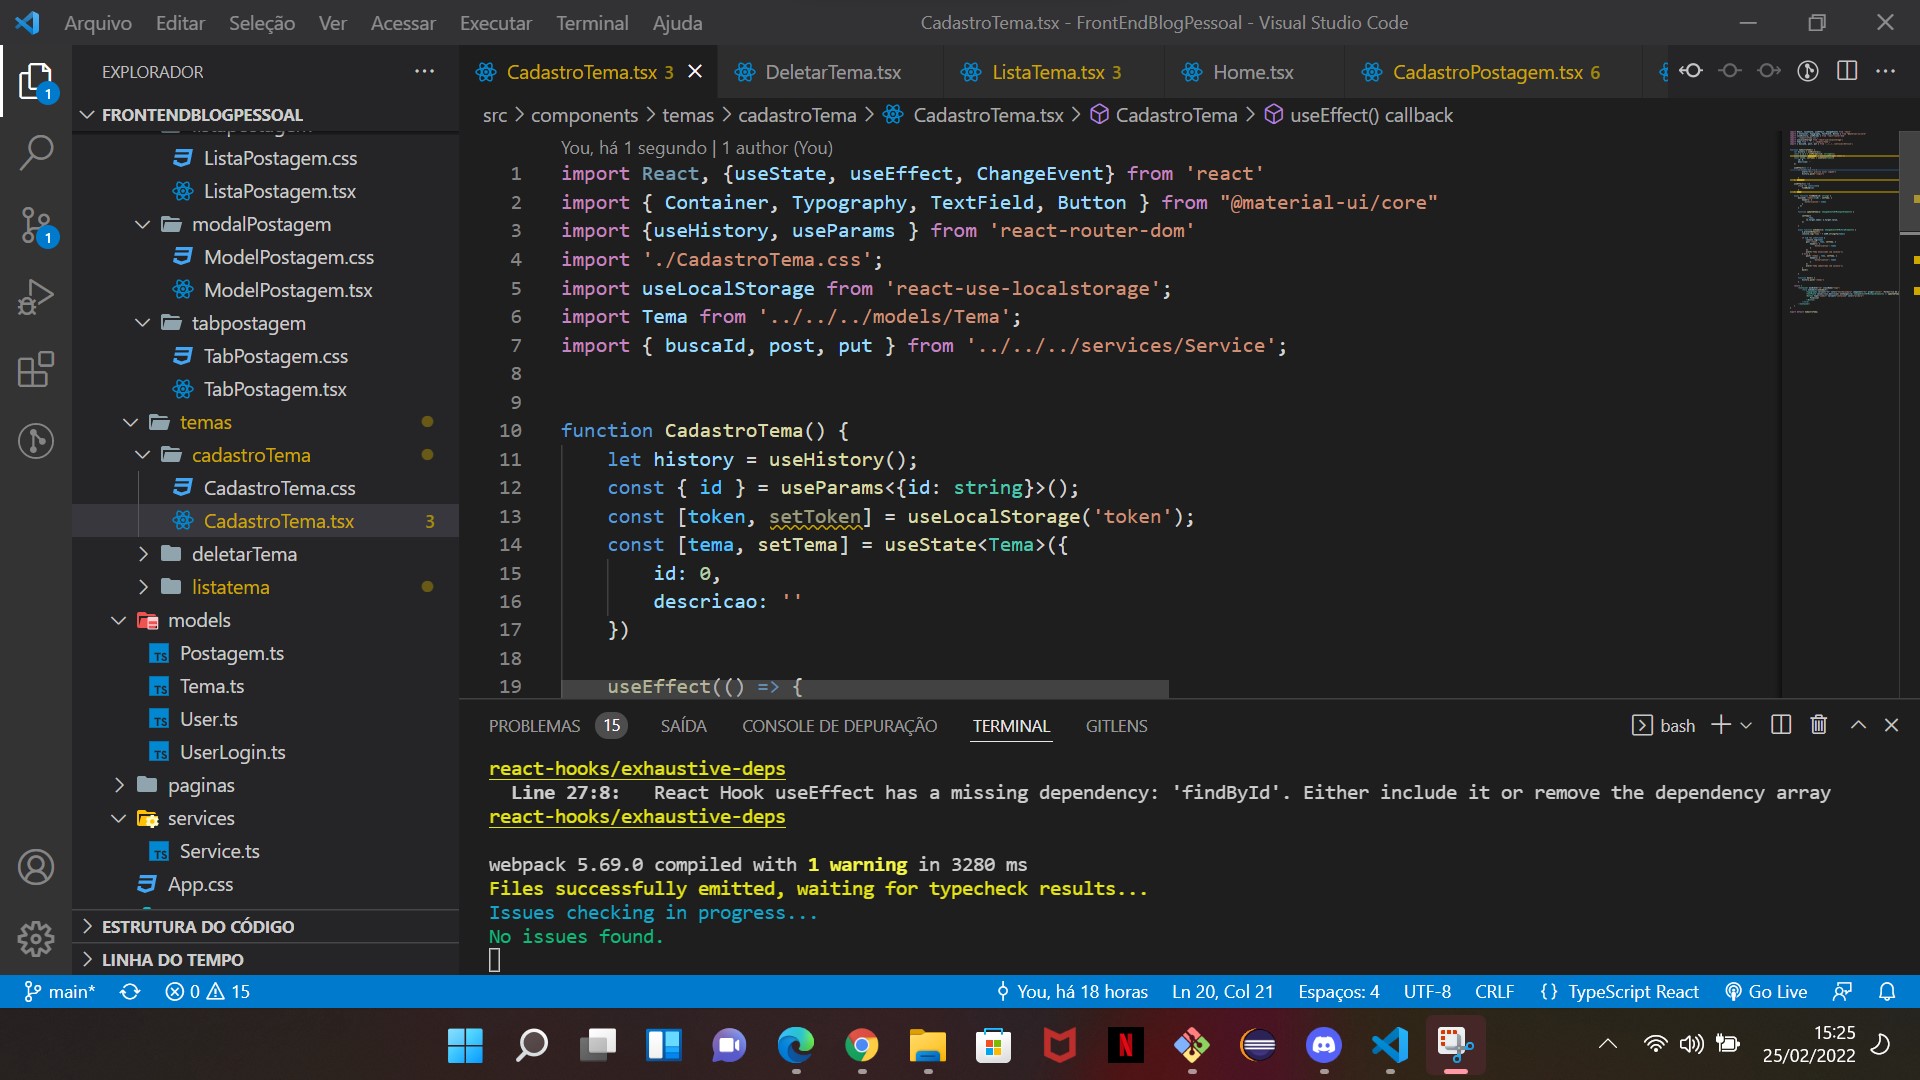 Arquivo Editar Seleção Ver Acessar Executar Terminal Ajuda
CadastroTema.tsx - FrontEndBlogPessoal - Visual Studio Code
EXPLORADOR
FRONTENDBLOGPESSOAL
ListaPostagem.css
ListaPostagem.tsx
modalPostagem
ModelPostagem.css
ModelPostagem.tsx
tabpostagem
TabPostagem.css
TabPostagem.tsx
temas
cadastroTema
CadastroTema.css
CadastroTema.tsx 3
deletarTema
listatema
models
Postagem.ts
Tema.ts
User.ts
UserLogin.ts
paginas
services
Service.ts
App.css
ESTRUTURA DO CÓDIGO
LINHA DO TEMPO
1
1
CadastroTema.tsx 3 DeletarTema.tsx ListaTema.tsx 3 Home.tsx CadastroPostagem.tsx 6
src > components > temas > cadastroTema > CadastroTema.tsx > CadastroTema > useEffect() callback
You, há 1 segundo | 1 author (You)
1 import React, {useState, useEffect, ChangeEvent} from 'react'
2 import { Container, Typography, TextField, Button } from "@material-ui/core"
3 import {useHistory, useParams } from 'react-router-dom'
4 import './CadastroTema.css';
5 import useLocalStorage from 'react-use-localstorage';
6 import Tema from '../../../models/Tema';
7 import { buscaId, post, put } from '../../../services/Service';
8
9
10 function CadastroTema() {
11 let history = useHistory();
12 const { id } = useParams<{id: string}>();
13 const [token, setToken] = useLocalStorage('token');
14 const [tema, setTema] = useState<Tema>({
15 id: 0,
16 descricao: ''
17 })
18
19 useEffect(() => {
PROBLEMAS 15 SAÍDA CONSOLE DE DEPURAÇÃO TERMINAL GITLENS
bash
react-hooks/exhaustive-deps
Line 27:8: React Hook useEffect has a missing dependency: 'findById'. Either include it or remove the dependency array
react-hooks/exhaustive-deps
webpack 5.69.0 compiled with 1 warning in 3280 ms
Files successfully emitted, waiting for typecheck results...
Issues checking in progress...
No issues found.
main* 0 15
You, há 18 horas Ln 20, Col 21 Espaços: 4 UTF-8 CRLF {} TypeScript React Go Live
15:25
25/02/2022